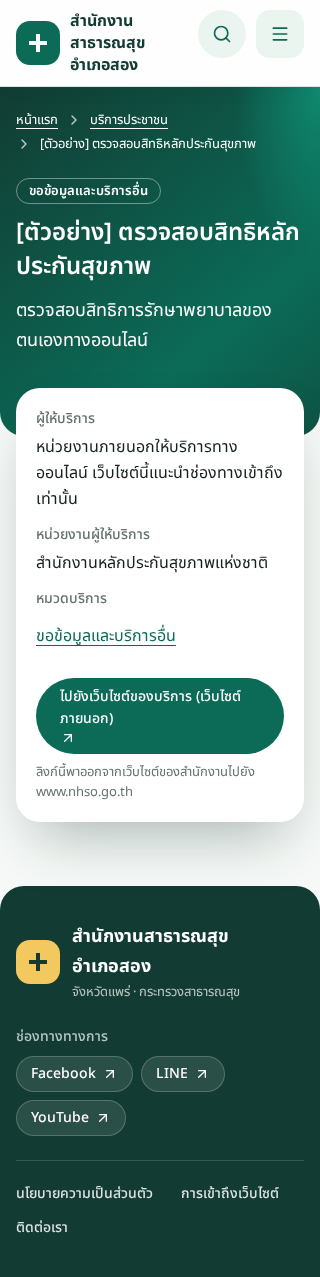 สำนักงาน
สาธารณสุข
อำเภอสอง
หน้าแรก
บริการประชาชน
[ตัวอย่าง] ตรวจสอบสิทธิหลักประกันสุขภาพ
ขอข้อมูลและบริการอื่น
[ตัวอย่าง] ตรวจสอบสิทธิหลัก
ประกันสุขภาพ
ตรวจสอบสิทธิการรักษาพยาบาลของ
ตนเองทางออนไลน์
ผู้ให้บริการ
หน่วยงานภายนอกให้บริการทาง
ออนไลน์ เว็บไซต์นี้แนะนำช่องทางเข้าถึง
เท่านั้น
หน่วยงานผู้ให้บริการ
สำนักงานหลักประกันสุขภาพแห่งชาติ
หมวดบริการ
ขอข้อมูลและบริการอื่น
ไปยังเว็บไซต์ของบริการ (เว็บไซต์
ภายนอก)
ลิงก์นี้พาออกจากเว็บไซต์ของสำนักงานไปยัง
www.nhso.go.th
สำนักงานสาธารณสุข
อำเภอสอง
จังหวัดแพร่ · กระทรวงสาธารณสุข
ช่องทางทางการ
Facebook
LINE
YouTube
นโยบายความเป็นส่วนตัว
การเข้าถึงเว็บไซต์
ติดต่อเรา